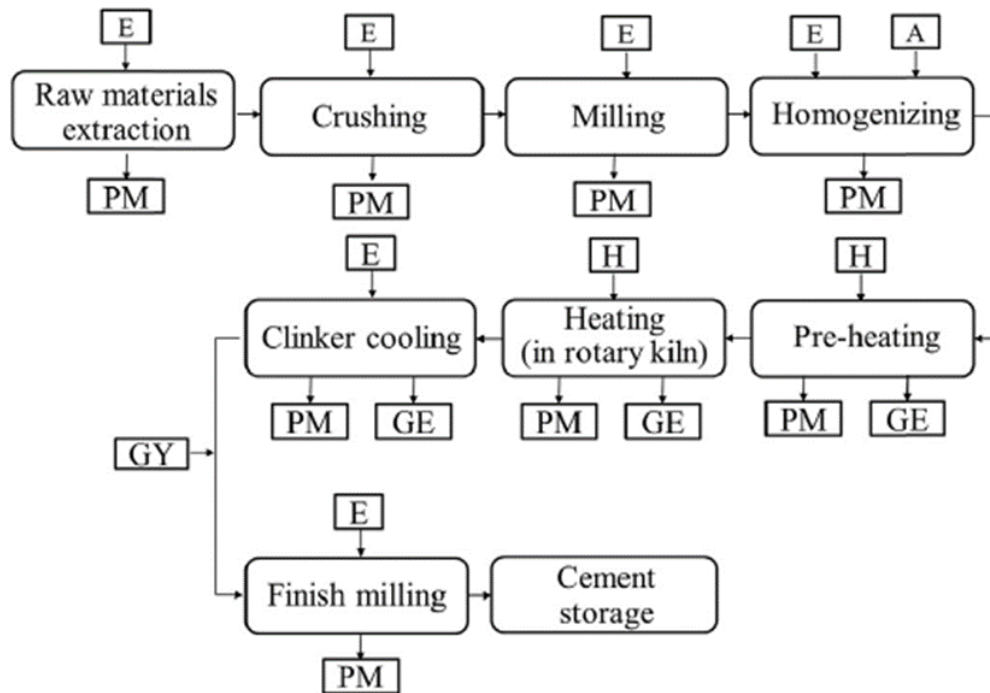 E
E
E
E
A
Raw materials
extraction
Crushing
Milling
Homogenizing
PM
PM
PM
PM
E
H
H
Clinker cooling
Heating
(in rotary kiln)
Pre-heating
PM
GE
PM
GE
PM
GE
GY
E
Finish milling
Cement
storage
PM